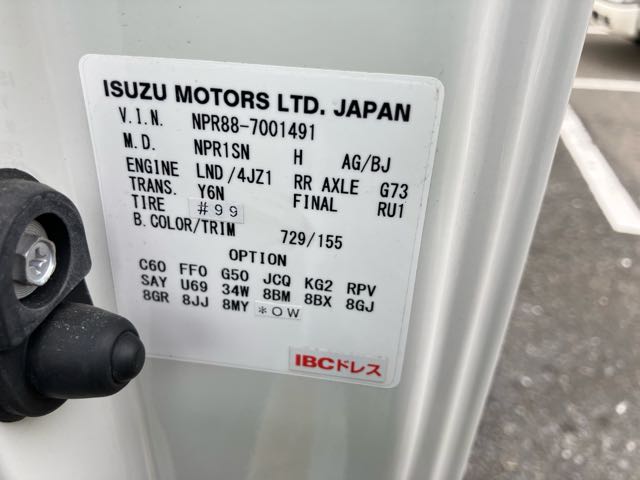 ISUZU MOTORS LTD. JAPAN
V.I.N. NPR88-7001491
M.D. NPR1SN H AG/BJ
ENGINE LND/4JZ1 RR AXLE G73
TRANS. Y6N FINAL RU1
TIRE #99
B.COLOR/TRIM 729/155
OPTION
C60 FF0 G50 JCQ KG2 RPV
SAY U69 34W 8BM 8BX 8GJ
8GR 8JJ 8MY *0W
IBCドレス